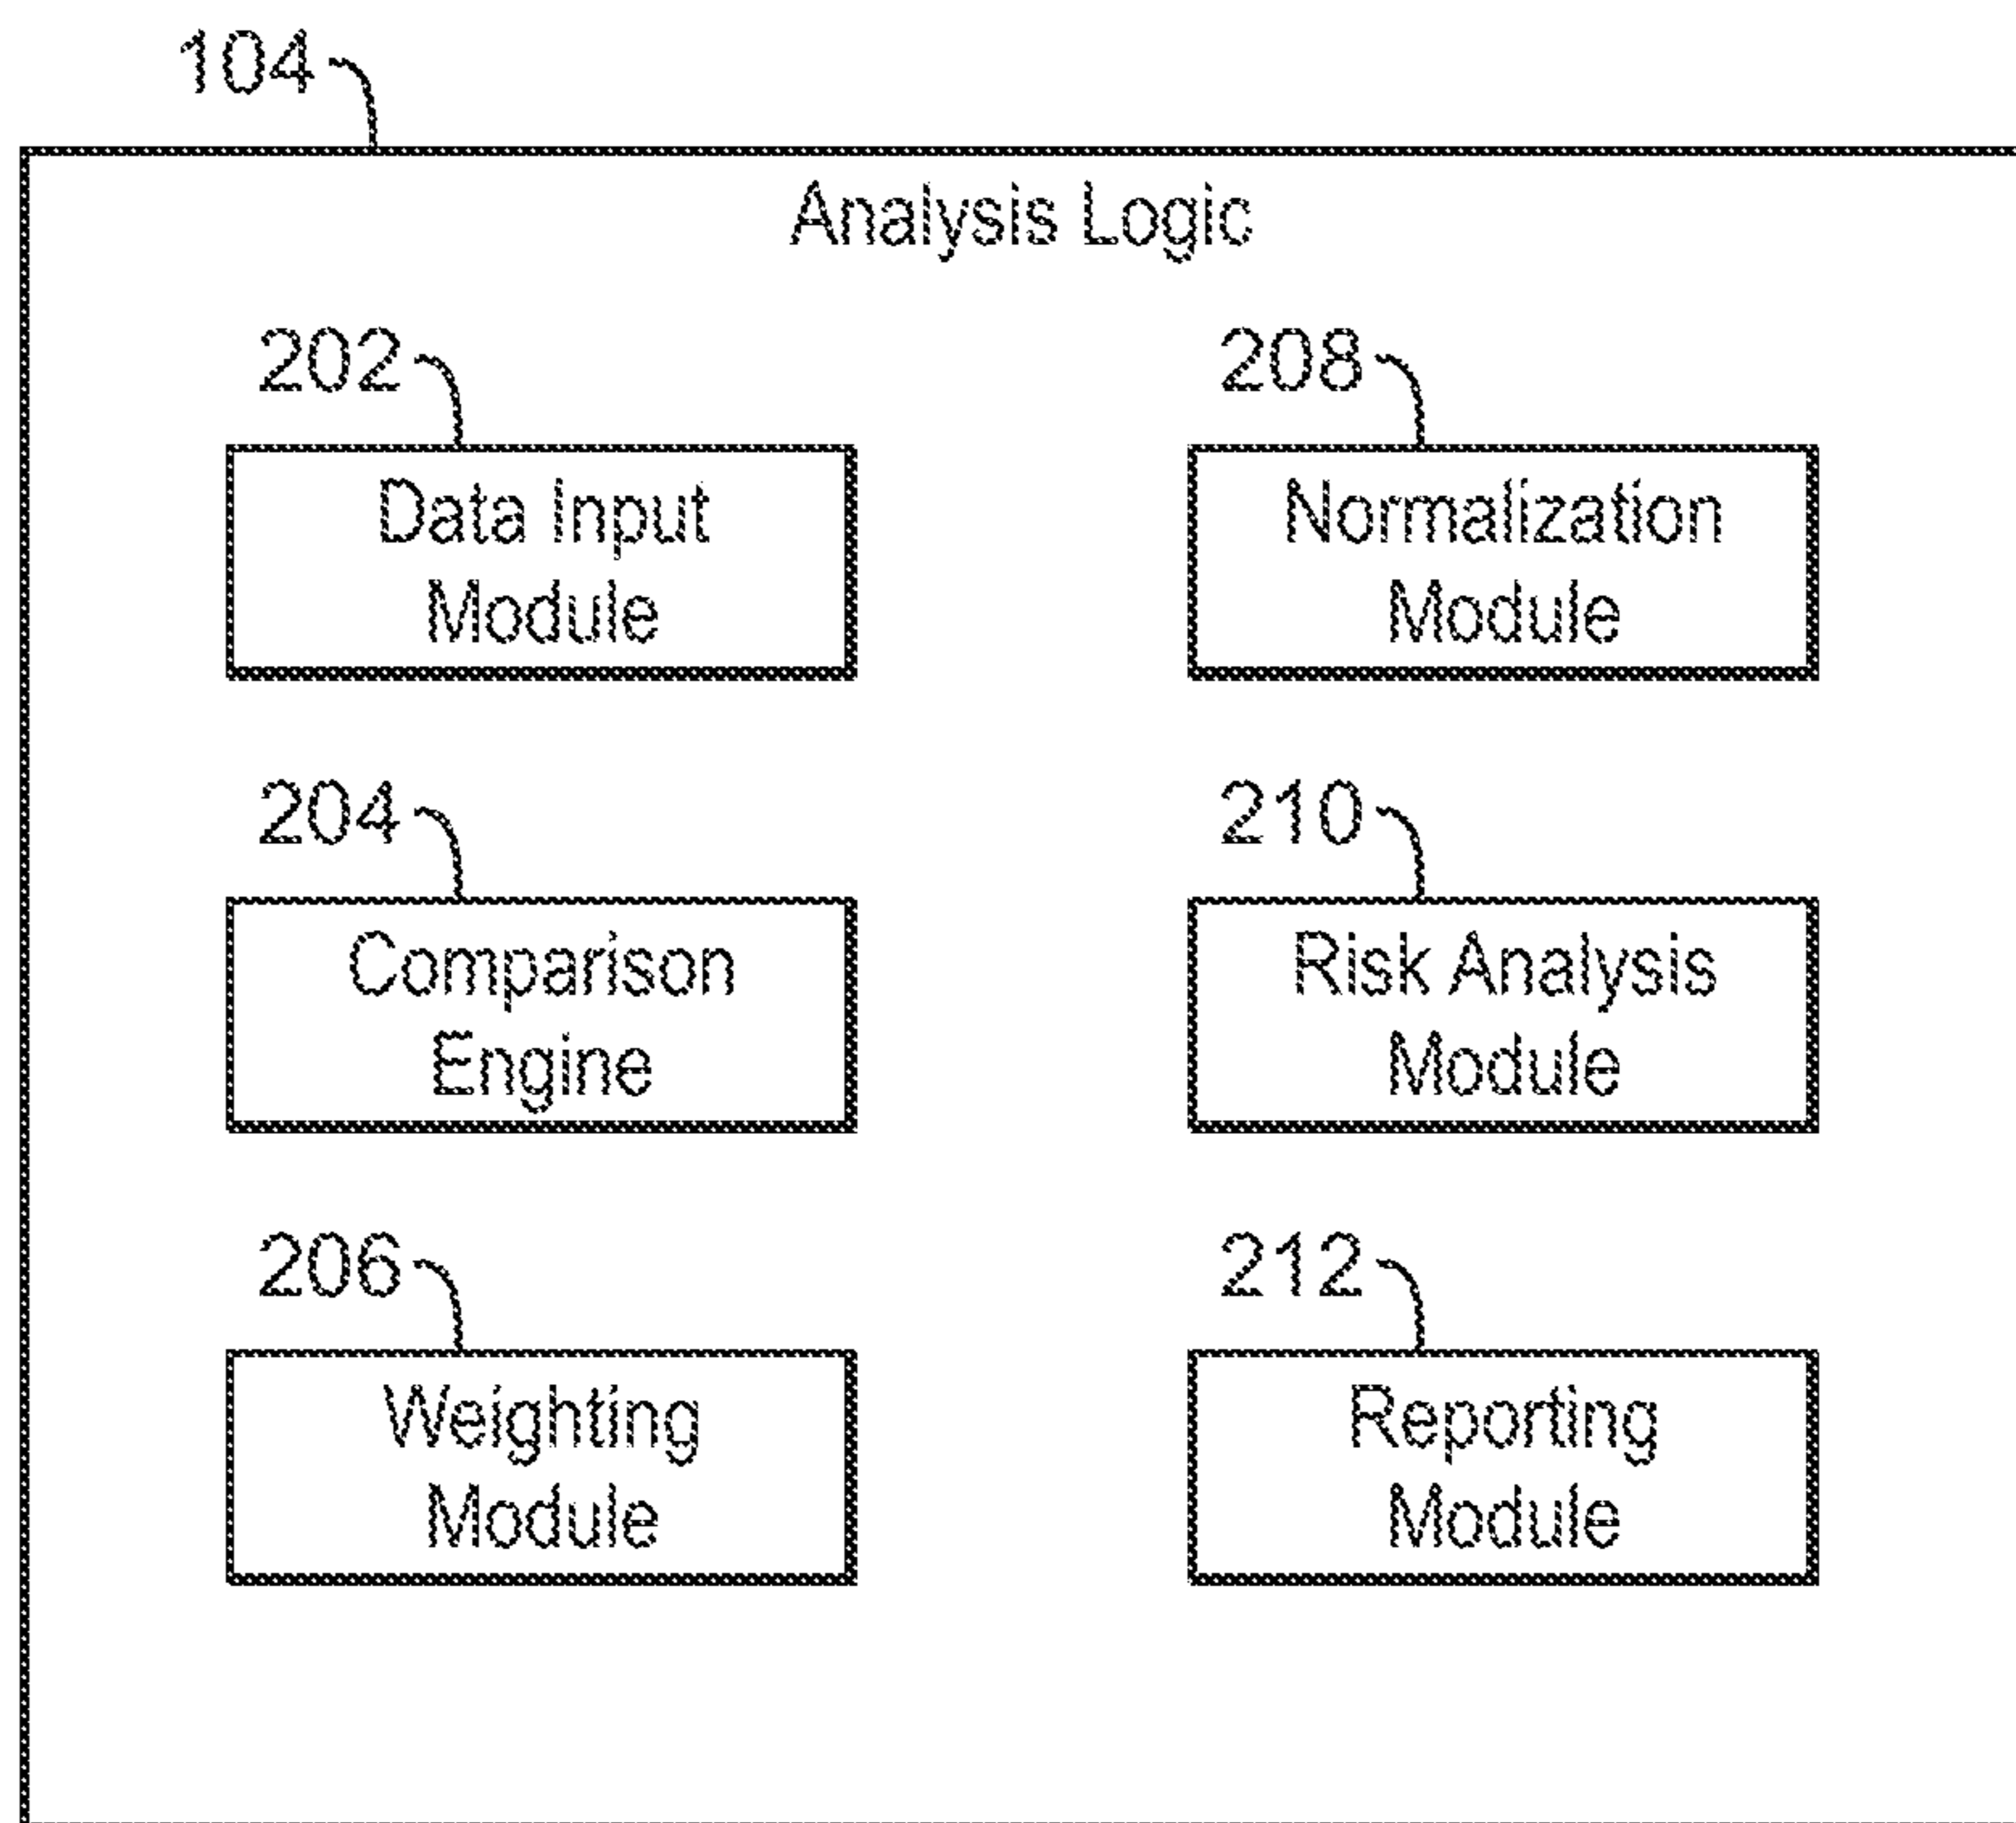 104
Analysis Logic
202
Data Input
Module
208
Normalization
Module
204
Comparison
Engine
210
Risk Analysis
Module
206
Weighting
Module
212
Reporting
Module